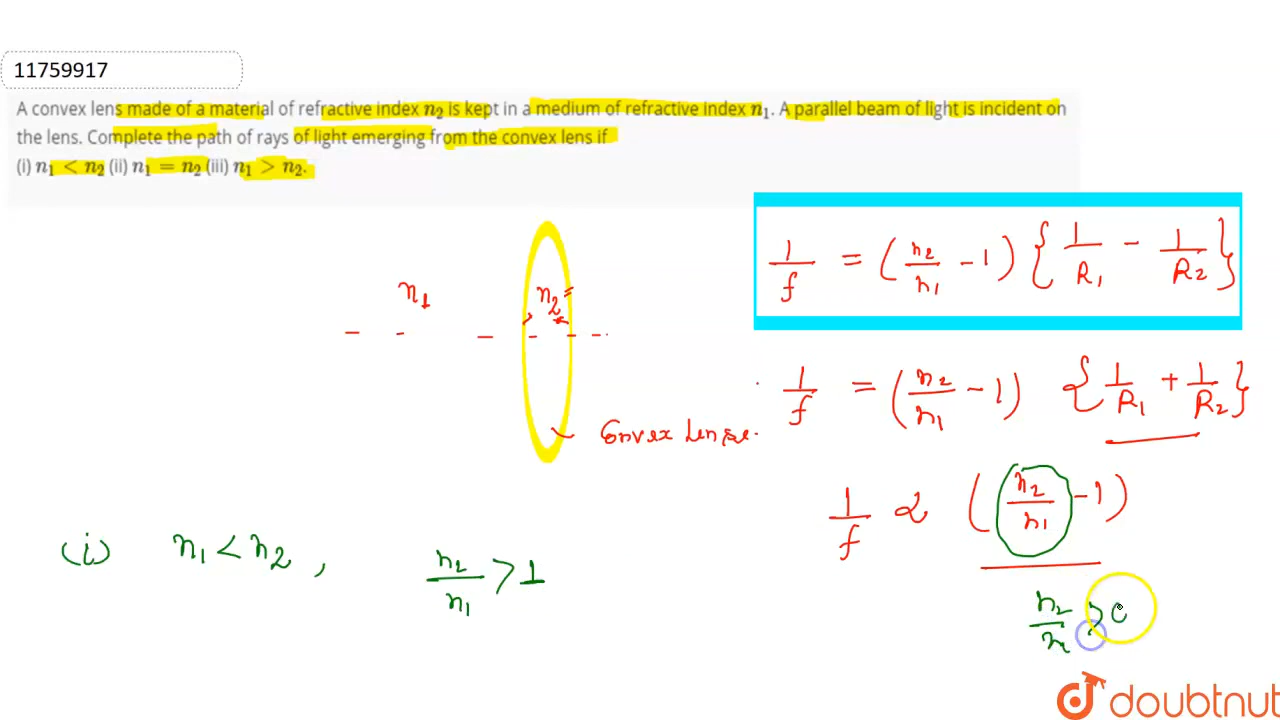 11759917
A convex lens made of a material of refractive index n₂ is kept in a medium of refractive index n₁. A parallel beam of light is incident on
the lens. Complete the path of rays of light emerging from the convex lens if
(i) n₁ < n₂ (ii) n₁ = n₂ (iii) n₁ > n₂.
1/f = (n₂/n₁ - 1) {1/R₁ - 1/R₂}
n₁
n₂
1/f = (n₂/n₁ - 1) {1/R₁ + 1/R₂}
Convex
1/f ∝ (n₂/n₁ - 1)
(i) n₁ < n₂, n₂/n₁ > 1
doubtnut